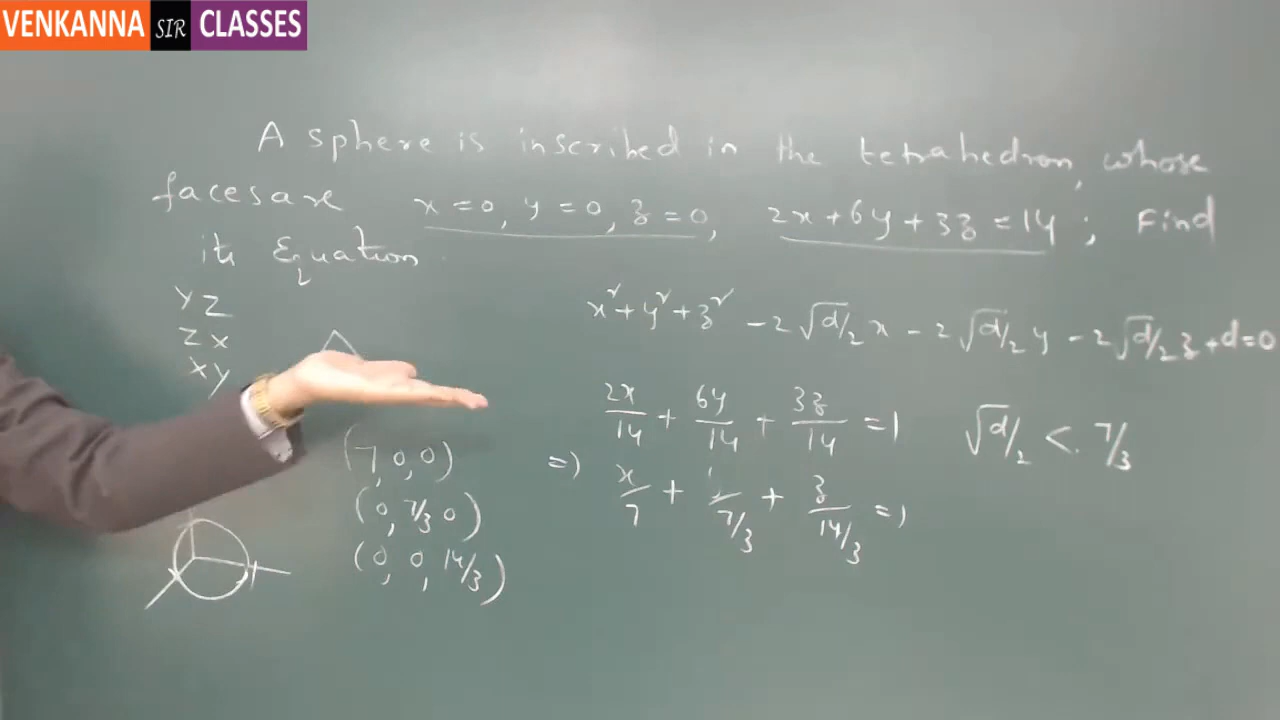 VENKANNA SIR CLASSES
A sphere is inscribed in the tetrahedron, whose
faces are x=0, y=0, z=0, 2x+6y+3z=14; Find
its Equation.
YZ
ZX
XY
x²+y²+z² -2√d/2 x -2√d/2 y -2√d/2 z +d=0
2x/14 + 6y/14 + 3z/14 =1
√d/2 < 7/3
(7,0,0)
=> x/7 + y/7/3 + z/14/3 =1
(0, 7/3 0)
(0, 0, 14/3)